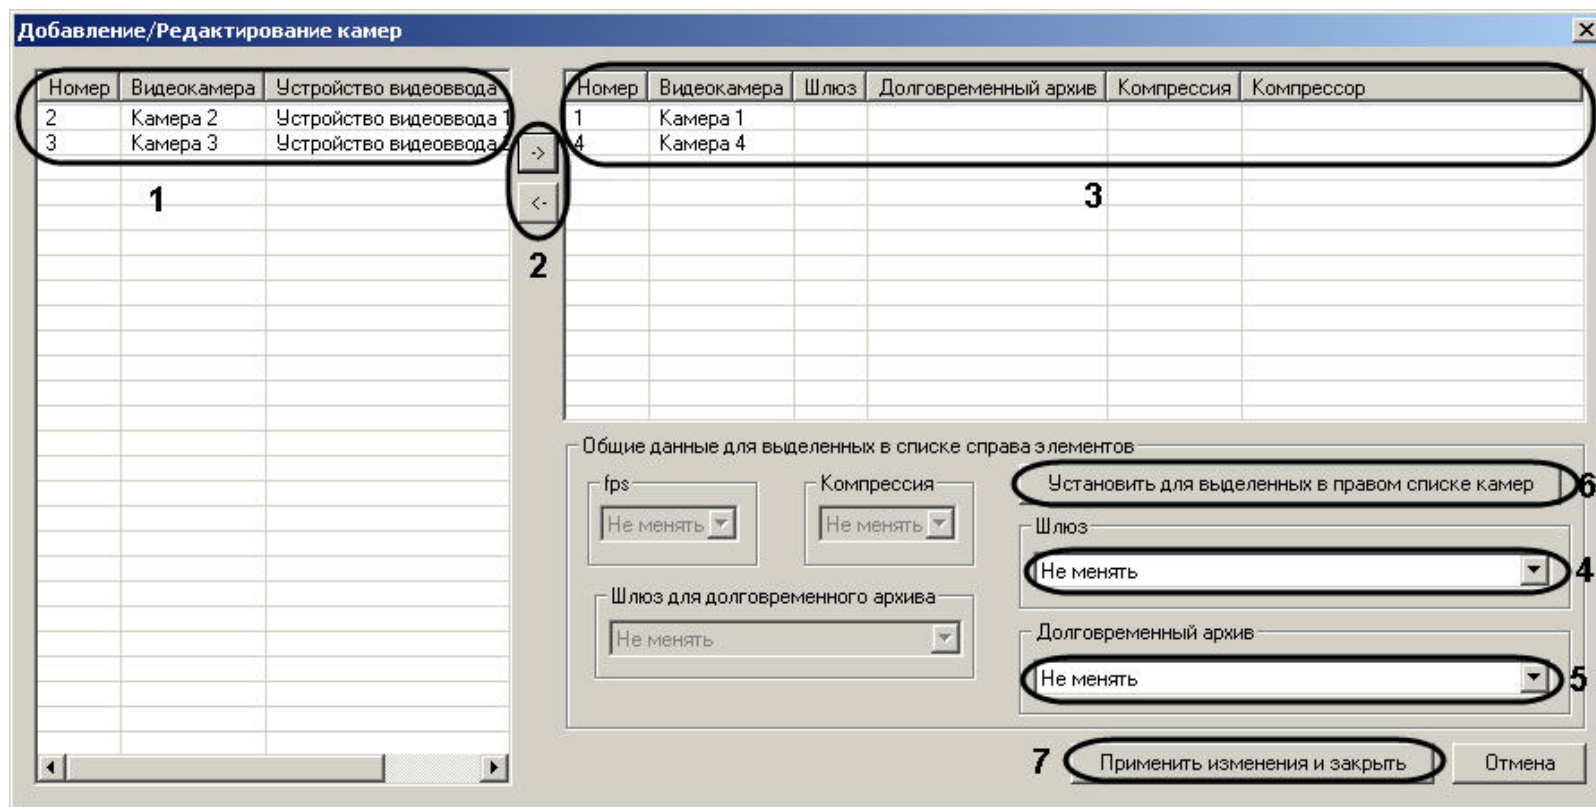 Добавление/Редактирование камер
Номер Видеокамера Устройство видеоввода
2 Камера 2 Устройство видеоввода 1
3 Камера 3 Устройство видеоввода
1
->
<-
2
Номер Видеокамера Шлюз Долговременный архив Компрессия Компрессор
1 Камера 1
4 Камера 4
3
Общие данные для выделенных в списке справа элементов
fps
Не менять
Компрессия
Не менять
Установить для выделенных в правом списке камер 6
Шлюз
Не менять 4
Шлюз для долговременного архива
Не менять
Долговременный архив
Не менять 5
7 Применить изменения и закрыть Отмена